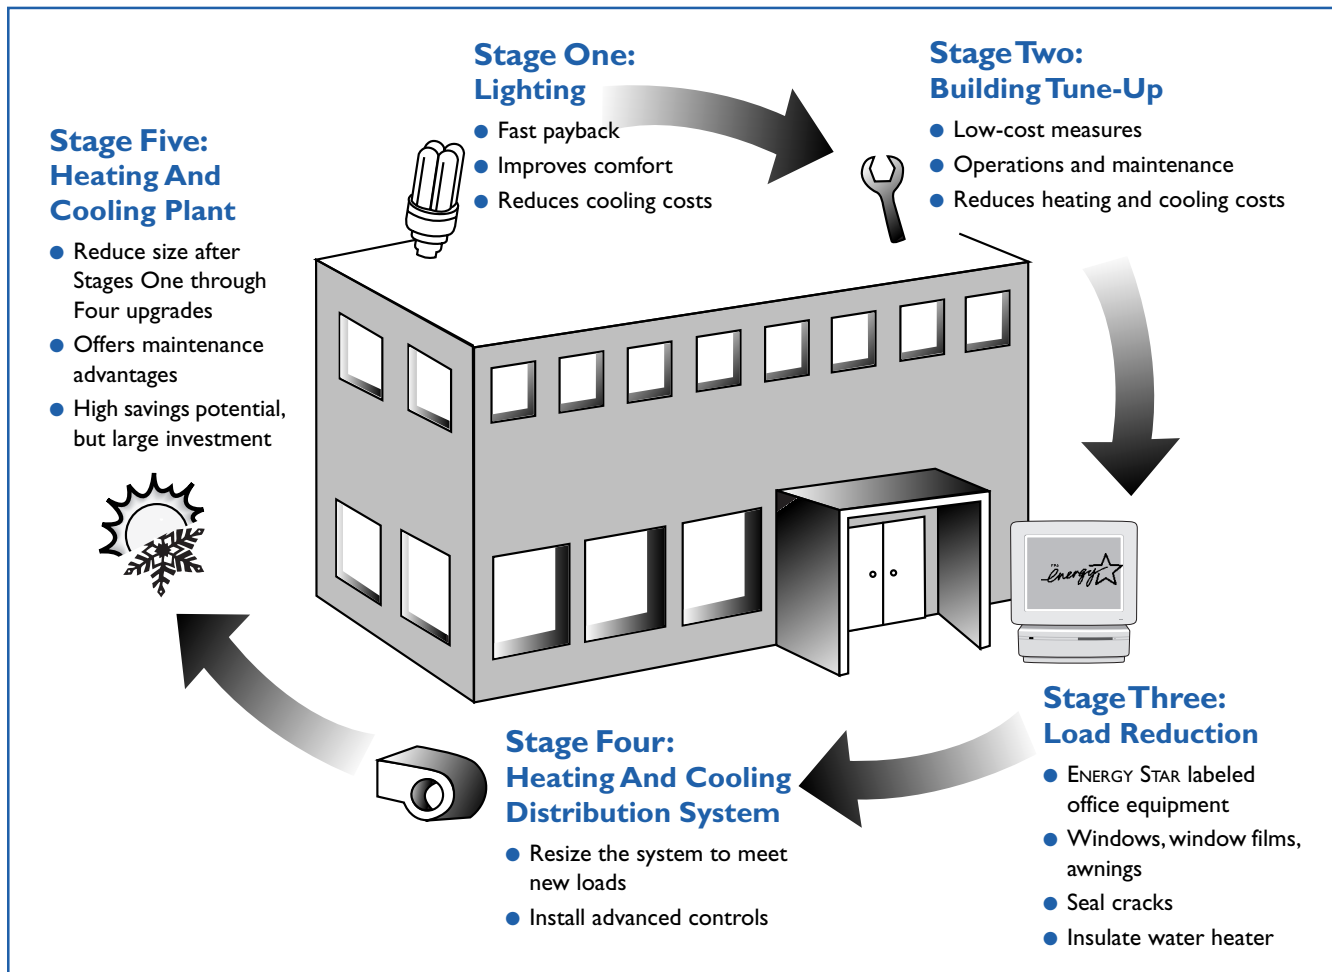 Stage One:
Lighting
● Fast payback
● Improves comfort
● Reduces cooling costs
Stage Two:
Building Tune-Up
● Low-cost measures
● Operations and maintenance
● Reduces heating and cooling costs
Stage Three:
Load Reduction
● ENERGY STAR labeled
office equipment
● Windows, window films,
awnings
● Seal cracks
● Insulate water heater
Stage Four:
Heating And Cooling
Distribution System
● Resize the system to meet
new loads
● Install advanced controls
Stage Five:
Heating And
Cooling Plant
● Reduce size after
Stages One through
Four upgrades
● Offers maintenance
advantages
● High savings potential,
but large investment
EPA
energy